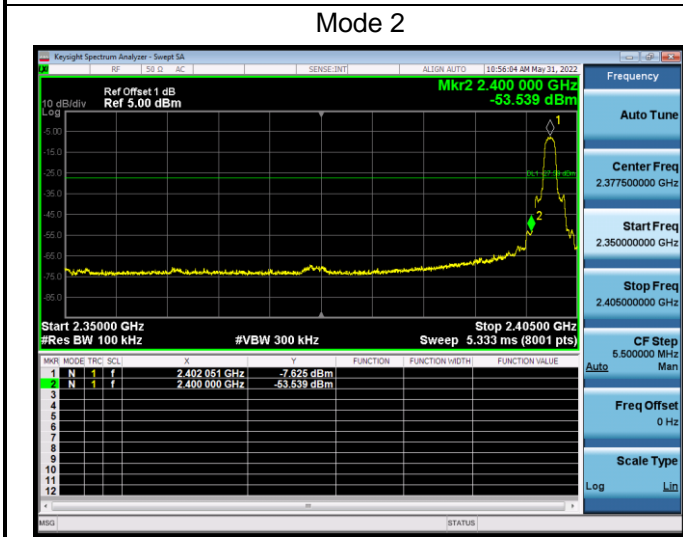 Mode 2
Keysight Spectrum Analyzer - Swept SA
RF 50 Ω AC SENSE:INT ALIGN AUTO 10:56:04 AM May 31, 2022
Ref Offset 1 dB
10 dB/div Ref 5.00 dBm
Log
Mkr2 2.400 000 GHz
-53.539 dBm
-5.00
-15.0
-25.0
-35.0
-45.0
-55.0
-65.0
-75.0
-85.0
1
DL1 -27.59 dBm
2
Start 2.35000 GHz Stop 2.40500 GHz
#Res BW 100 kHz #VBW 300 kHz Sweep 5.333 ms (8001 pts)
MKR MODE TRC SCL X Y FUNCTION FUNCTION WIDTH FUNCTION VALUE
1 N 1 f 2.402 051 GHz -7.625 dBm
2 N 1 f 2.400 000 GHz -53.539 dBm
3
4
5
6
7
8
9
10
11
12
MSG STATUS
Frequency
Auto Tune
Center Freq
2.377500000 GHz
Start Freq
2.350000000 GHz
Stop Freq
2.405000000 GHz
CF Step
5.500000 MHz
Auto Man
Freq Offset
0 Hz
Scale Type
Log Lin